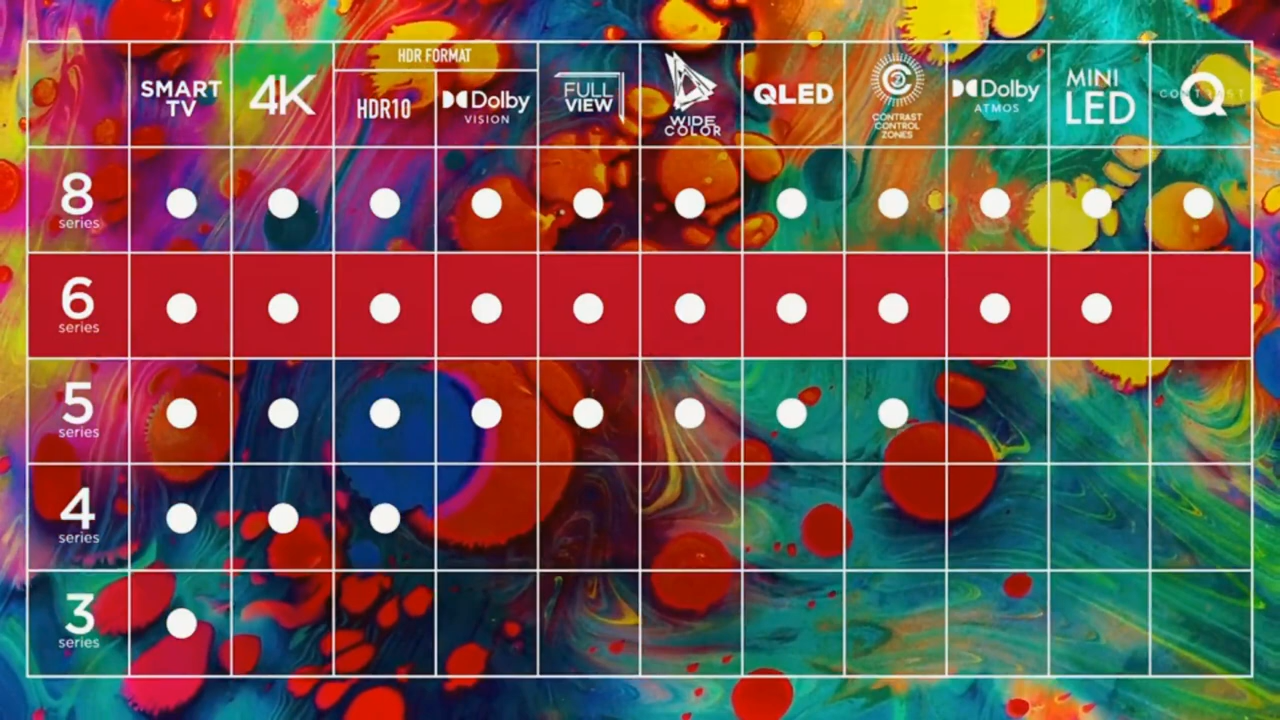 HDR FORMAT
SMART
TV
4K
HDR10
Dolby
VISION
FULL
VIEW
WIDE
COLOR
QLED
CONTRAST
CONTROL
ZONES
Dolby
ATMOS
MINI
LED
CONTRAST
Q
8
series
6
series
5
series
4
series
3
series